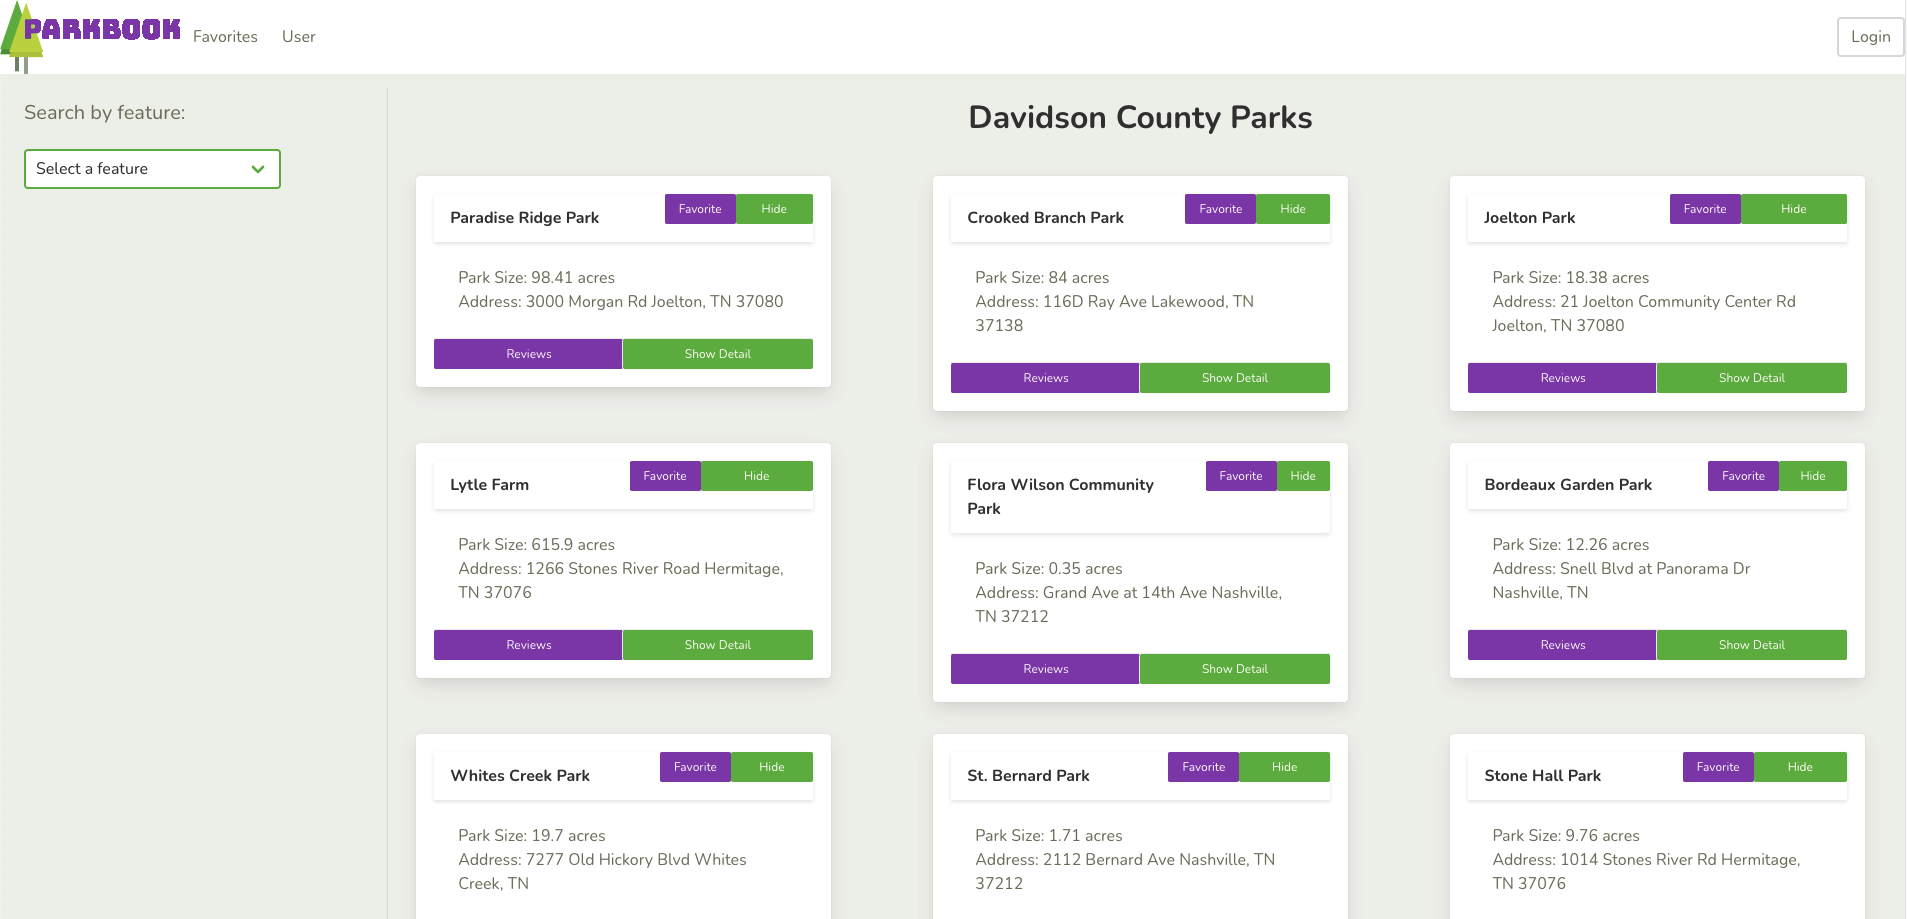 PARKBOOK
Favorites
User
Login
Search by feature:
Select a feature
Davidson County Parks
Paradise Ridge Park
Favorite
Hide
Park Size: 98.41 acres
Address: 3000 Morgan Rd Joelton, TN 37080
Reviews
Show Detail
Crooked Branch Park
Favorite
Hide
Park Size: 84 acres
Address: 116D Ray Ave Lakewood, TN
37138
Reviews
Show Detail
Joelton Park
Favorite
Hide
Park Size: 18.38 acres
Address: 21 Joelton Community Center Rd
Joelton, TN 37080
Reviews
Show Detail
Lytle Farm
Favorite
Hide
Park Size: 615.9 acres
Address: 1266 Stones River Road Hermitage,
TN 37076
Reviews
Show Detail
Flora Wilson Community
Park
Favorite
Hide
Park Size: 0.35 acres
Address: Grand Ave at 14th Ave Nashville,
TN 37212
Reviews
Show Detail
Bordeaux Garden Park
Favorite
Hide
Park Size: 12.26 acres
Address: Snell Blvd at Panorama Dr
Nashville, TN
Reviews
Show Detail
Whites Creek Park
Favorite
Hide
Park Size: 19.7 acres
Address: 7277 Old Hickory Blvd Whites
Creek, TN
St. Bernard Park
Favorite
Hide
Park Size: 1.71 acres
Address: 2112 Bernard Ave Nashville, TN
37212
Stone Hall Park
Favorite
Hide
Park Size: 9.76 acres
Address: 1014 Stones River Rd Hermitage,
TN 37076